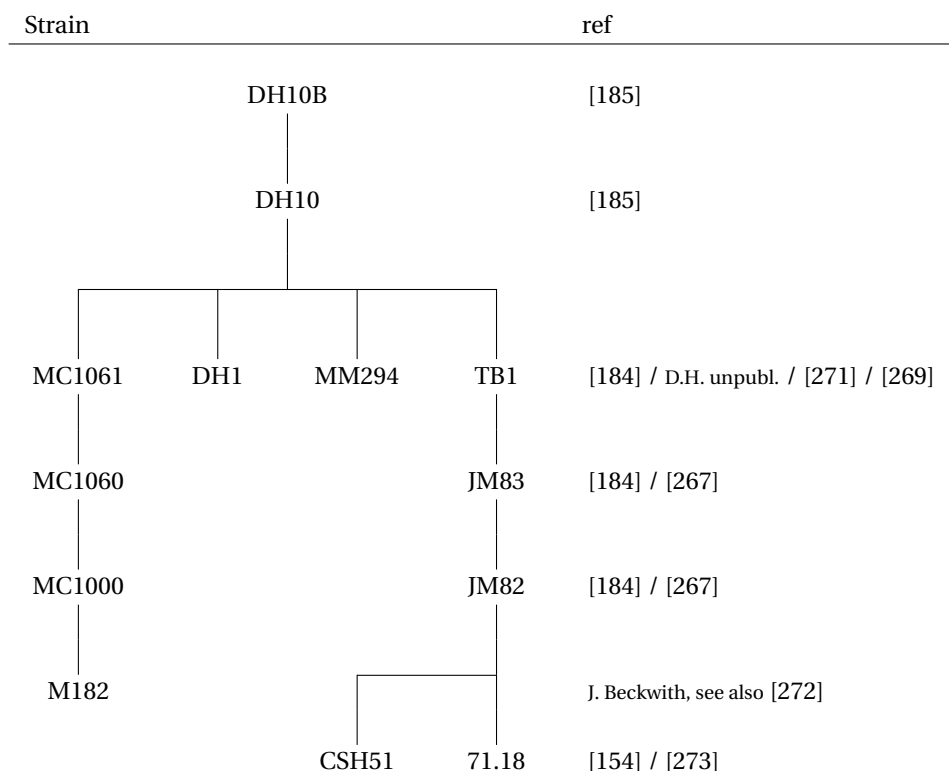 Strain ref
DH10B [185]
DH10 [185]
MC1061 DH1 MM294 TB1 [184] / D.H. unpubl. / [271] / [269]
MC1060 JM83 [184] / [267]
MC1000 JM82 [184] / [267]
M182 J. Beckwith, see also [272]
CSH51 71.18 [154] / [273]